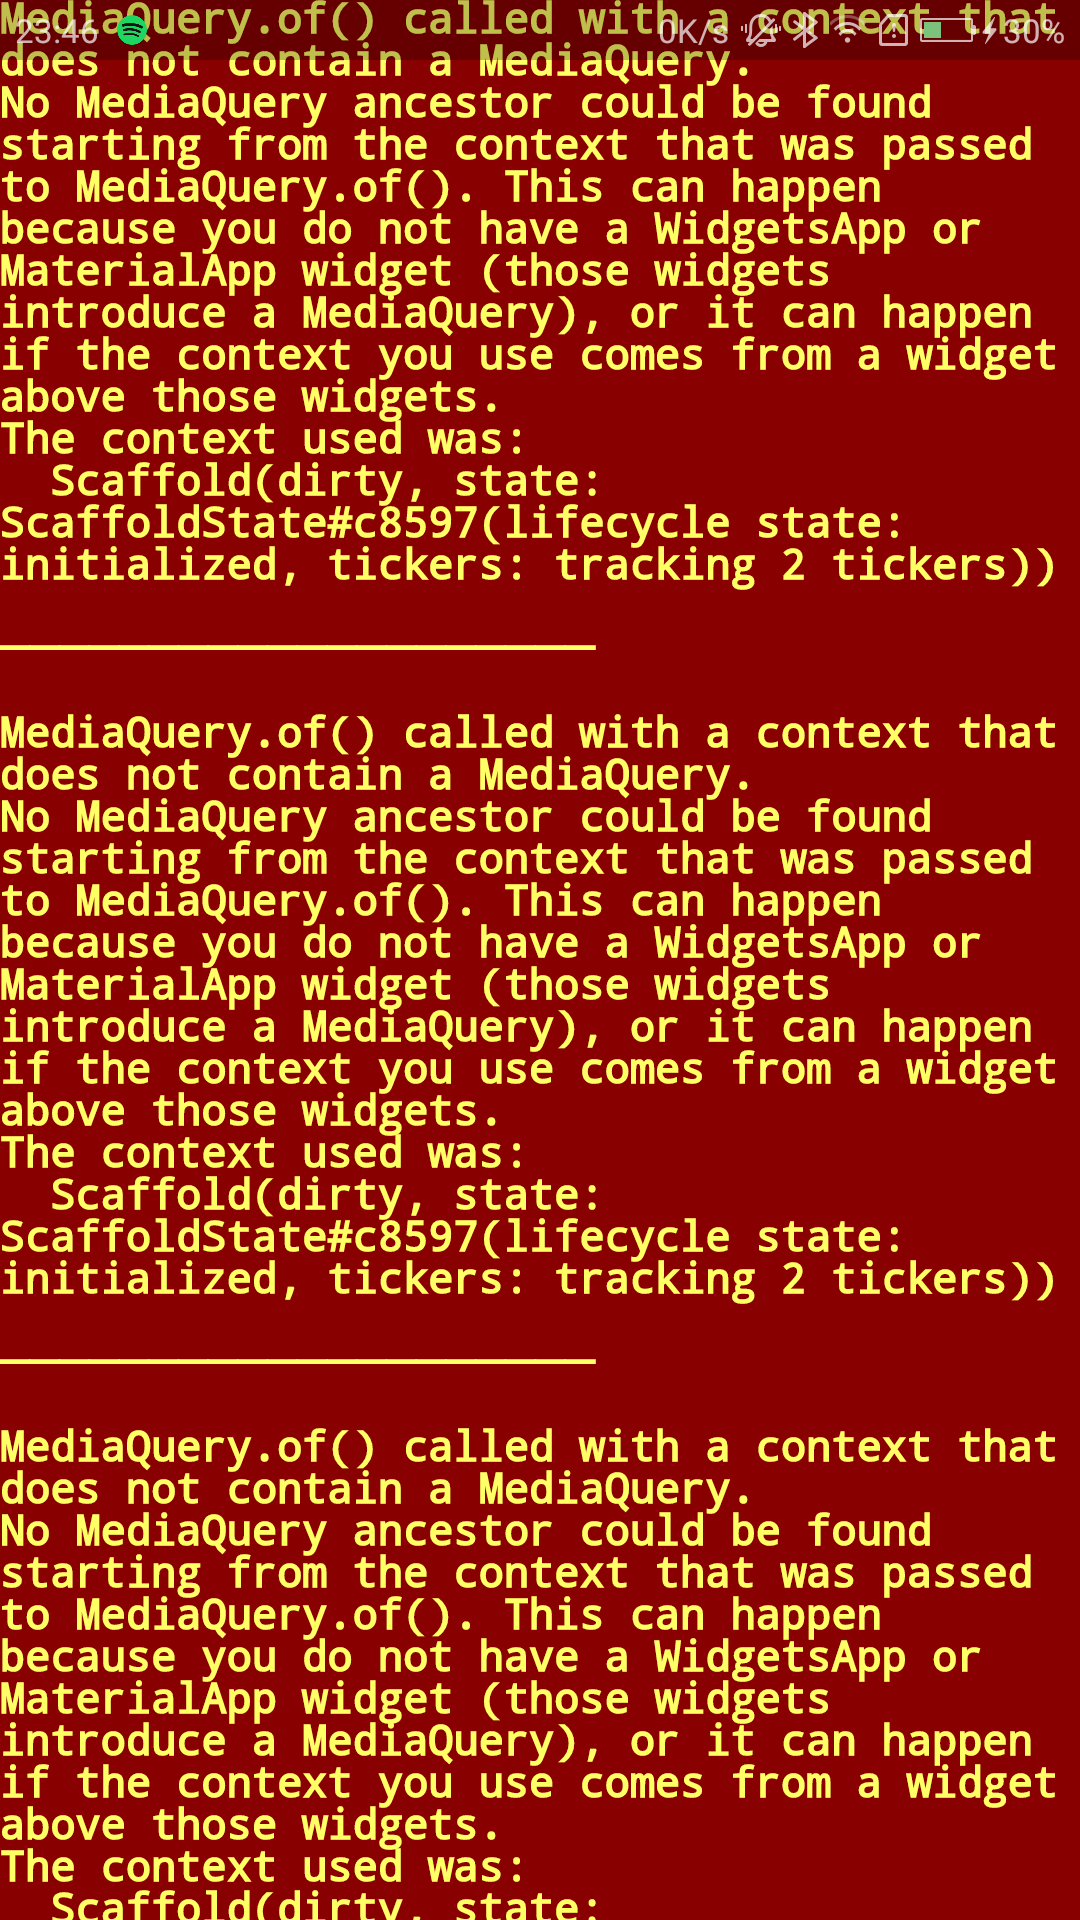 MediaQuery.of() called with a context that
23:46 0K/s 30%
does not contain a MediaQuery.
No MediaQuery ancestor could be found
starting from the context that was passed
to MediaQuery.of(). This can happen
because you do not have a WidgetsApp or
MaterialApp widget (those widgets
introduce a MediaQuery), or it can happen
if the context you use comes from a widget
above those widgets.
The context used was:
  Scaffold(dirty, state:
ScaffoldState#c8597(lifecycle state:
initialized, tickers: tracking 2 tickers))
MediaQuery.of() called with a context that
does not contain a MediaQuery.
No MediaQuery ancestor could be found
starting from the context that was passed
to MediaQuery.of(). This can happen
because you do not have a WidgetsApp or
MaterialApp widget (those widgets
introduce a MediaQuery), or it can happen
if the context you use comes from a widget
above those widgets.
The context used was:
  Scaffold(dirty, state:
ScaffoldState#c8597(lifecycle state:
initialized, tickers: tracking 2 tickers))
MediaQuery.of() called with a context that
does not contain a MediaQuery.
No MediaQuery ancestor could be found
starting from the context that was passed
to MediaQuery.of(). This can happen
because you do not have a WidgetsApp or
MaterialApp widget (those widgets
introduce a MediaQuery), or it can happen
if the context you use comes from a widget
above those widgets.
The context used was:
  Scaffold(dirty, state: